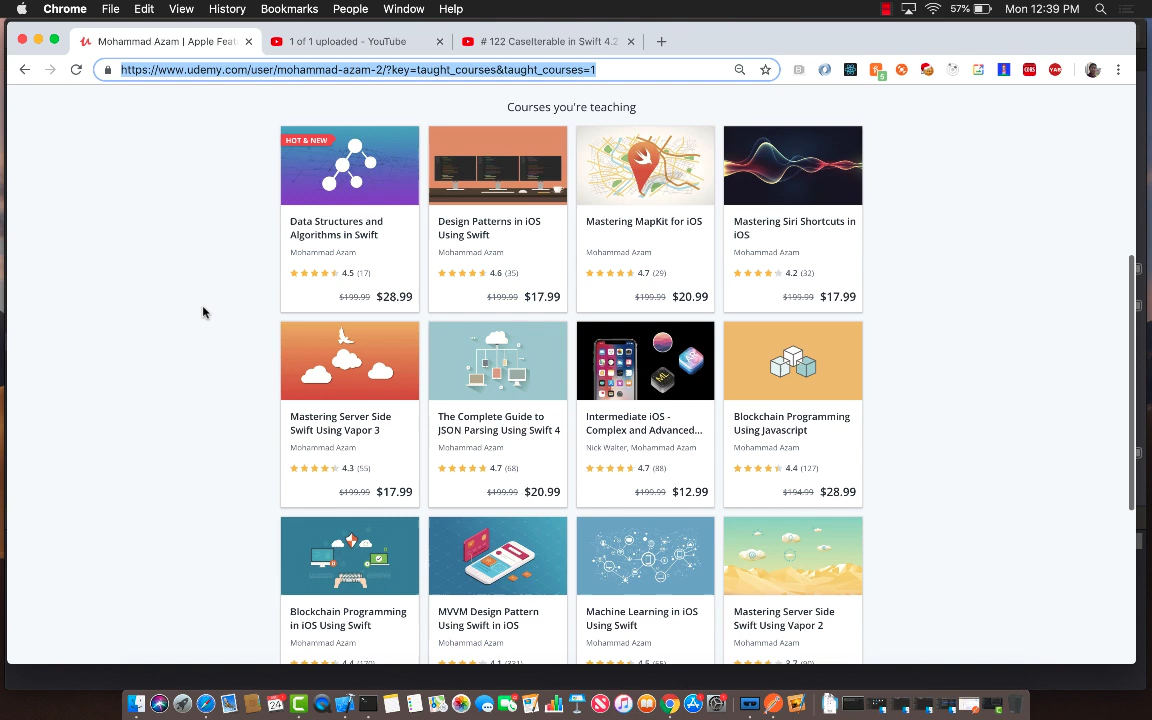 Chrome File Edit View History Bookmarks People Window Help 57% Mon 12:39 PM
Mohammad Azam | Apple Feat 1 of 1 uploaded - YouTube # 122 CaseIterable in Swift 4.2
https://www.udemy.com/user/mohammad-azam-2/?key=taught_courses&taught_courses=1
Courses you're teaching
HOT & NEW
Data Structures and
Algorithms in Swift
Mohammad Azam
4.5 (17)
$199.99 $28.99
Design Patterns in iOS
Using Swift
Mohammad Azam
4.6 (35)
$199.99 $17.99
Mastering MapKit for iOS
Mohammad Azam
4.7 (29)
$199.99 $20.99
Mastering Siri Shortcuts in
iOS
Mohammad Azam
4.2 (32)
$199.99 $17.99
Mastering Server Side
Swift Using Vapor 3
Mohammad Azam
4.3 (55)
$199.99 $17.99
The Complete Guide to
JSON Parsing Using Swift 4
Mohammad Azam
4.7 (68)
$199.99 $20.99
ML
Intermediate iOS -
Complex and Advanced...
Nick Walter, Mohammad Azam
4.7 (88)
$199.99 $12.99
Blockchain Programming
Using Javascript
Mohammad Azam
4.4 (127)
$194.99 $28.99
Blockchain Programming
in iOS Using Swift
Mohammad Azam
MVVM Design Pattern
Using Swift in iOS
Mohammad Azam
Machine Learning in iOS
Using Swift
Mohammad Azam
Mastering Server Side
Swift Using Vapor 2
Mohammad Azam